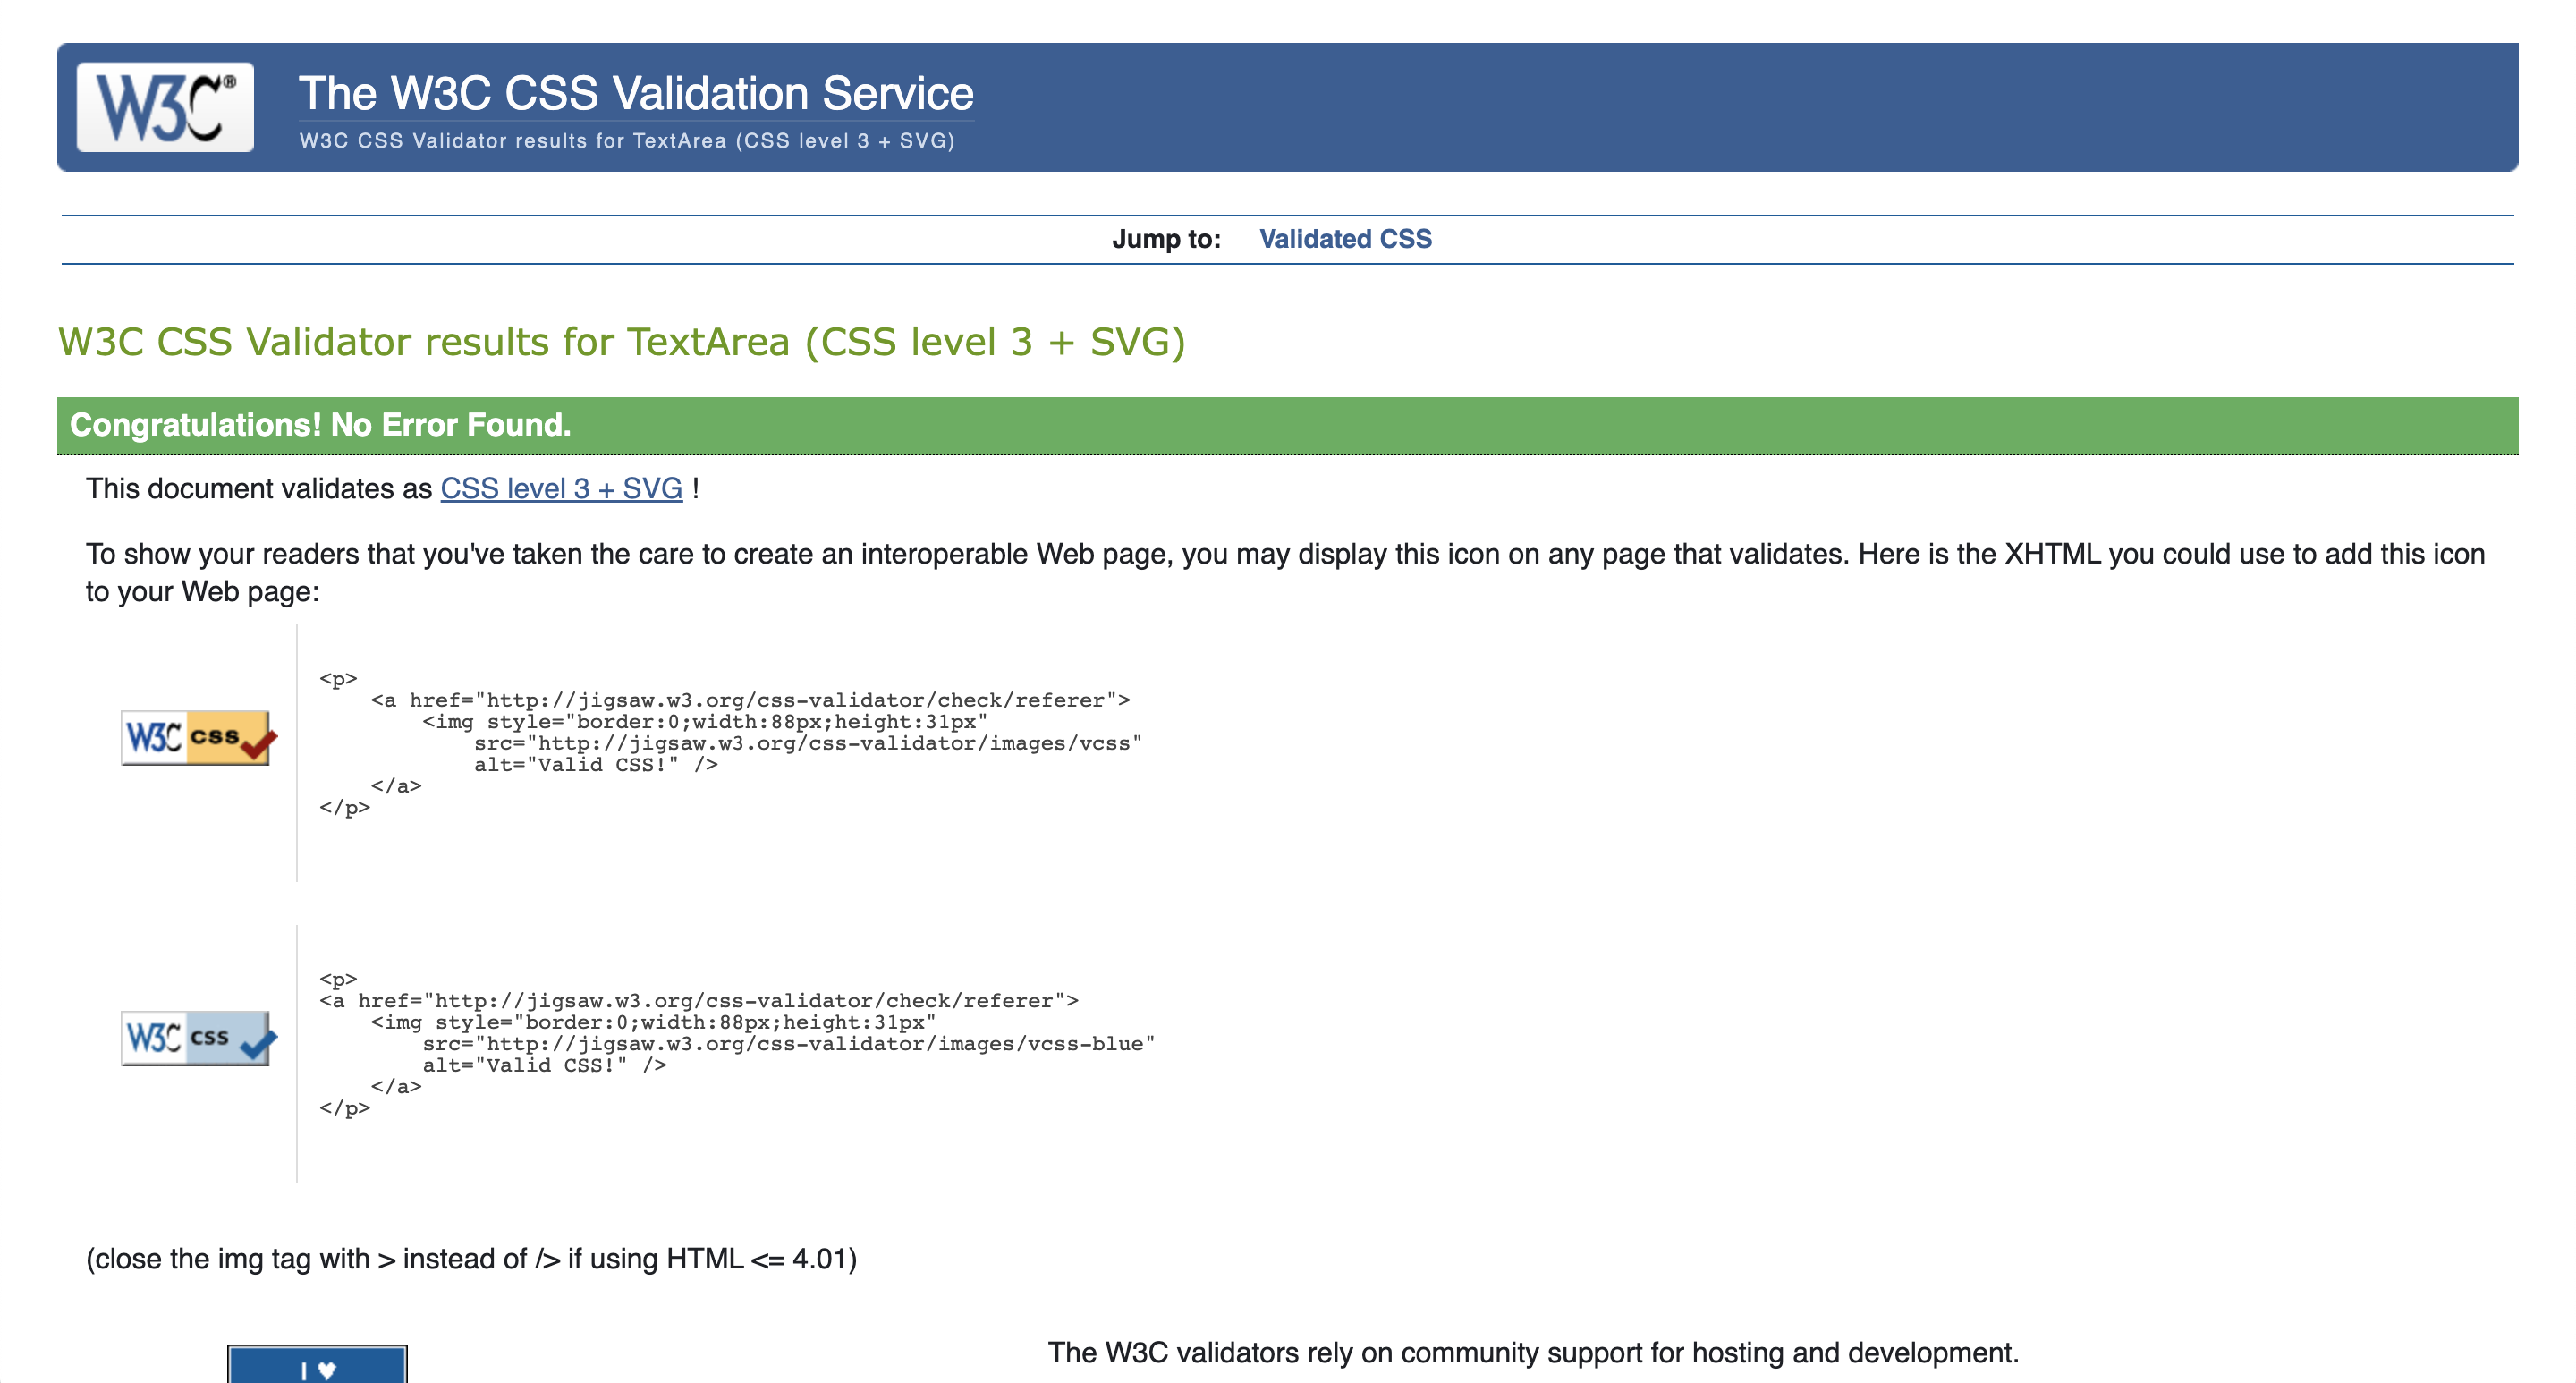 W3C®
The W3C CSS Validation Service
W3C CSS Validator results for TextArea (CSS level 3 + SVG)
Jump to: Validated CSS
W3C CSS Validator results for TextArea (CSS level 3 + SVG)
Congratulations! No Error Found.
This document validates as CSS level 3 + SVG !
To show your readers that you've taken the care to create an interoperable Web page, you may display this icon on any page that validates. Here is the XHTML you could use to add this icon
to your Web page:
W3C css
<p>
    <a href="http://jigsaw.w3.org/css-validator/check/referer">
        <img style="border:0;width:88px;height:31px"
            src="http://jigsaw.w3.org/css-validator/images/vcss"
            alt="Valid CSS!" />
    </a>
</p>
W3C css
<p>
<a href="http://jigsaw.w3.org/css-validator/check/referer">
    <img style="border:0;width:88px;height:31px"
        src="http://jigsaw.w3.org/css-validator/images/vcss-blue"
        alt="Valid CSS!" />
    </a>
</p>
(close the img tag with > instead of /> if using HTML <= 4.01)
I ♥
The W3C validators rely on community support for hosting and development.